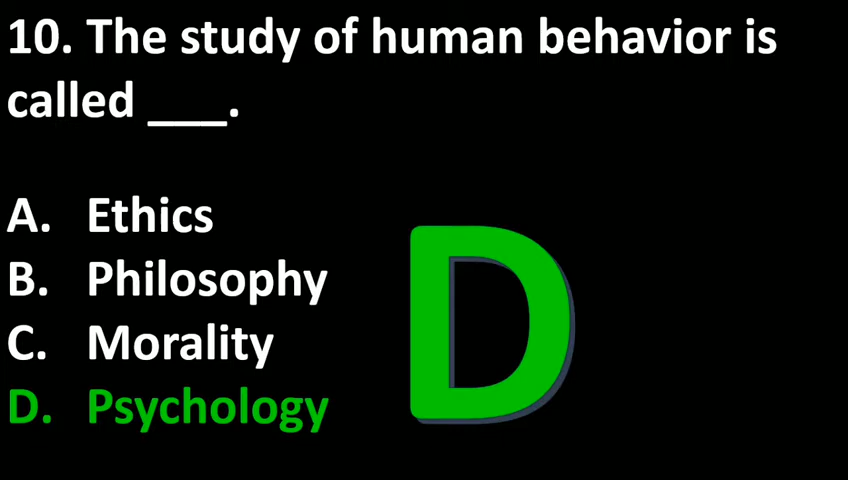 10. The study of human behavior is
called ___.
A. Ethics
B. Philosophy
C. Morality
D. Psychology
D